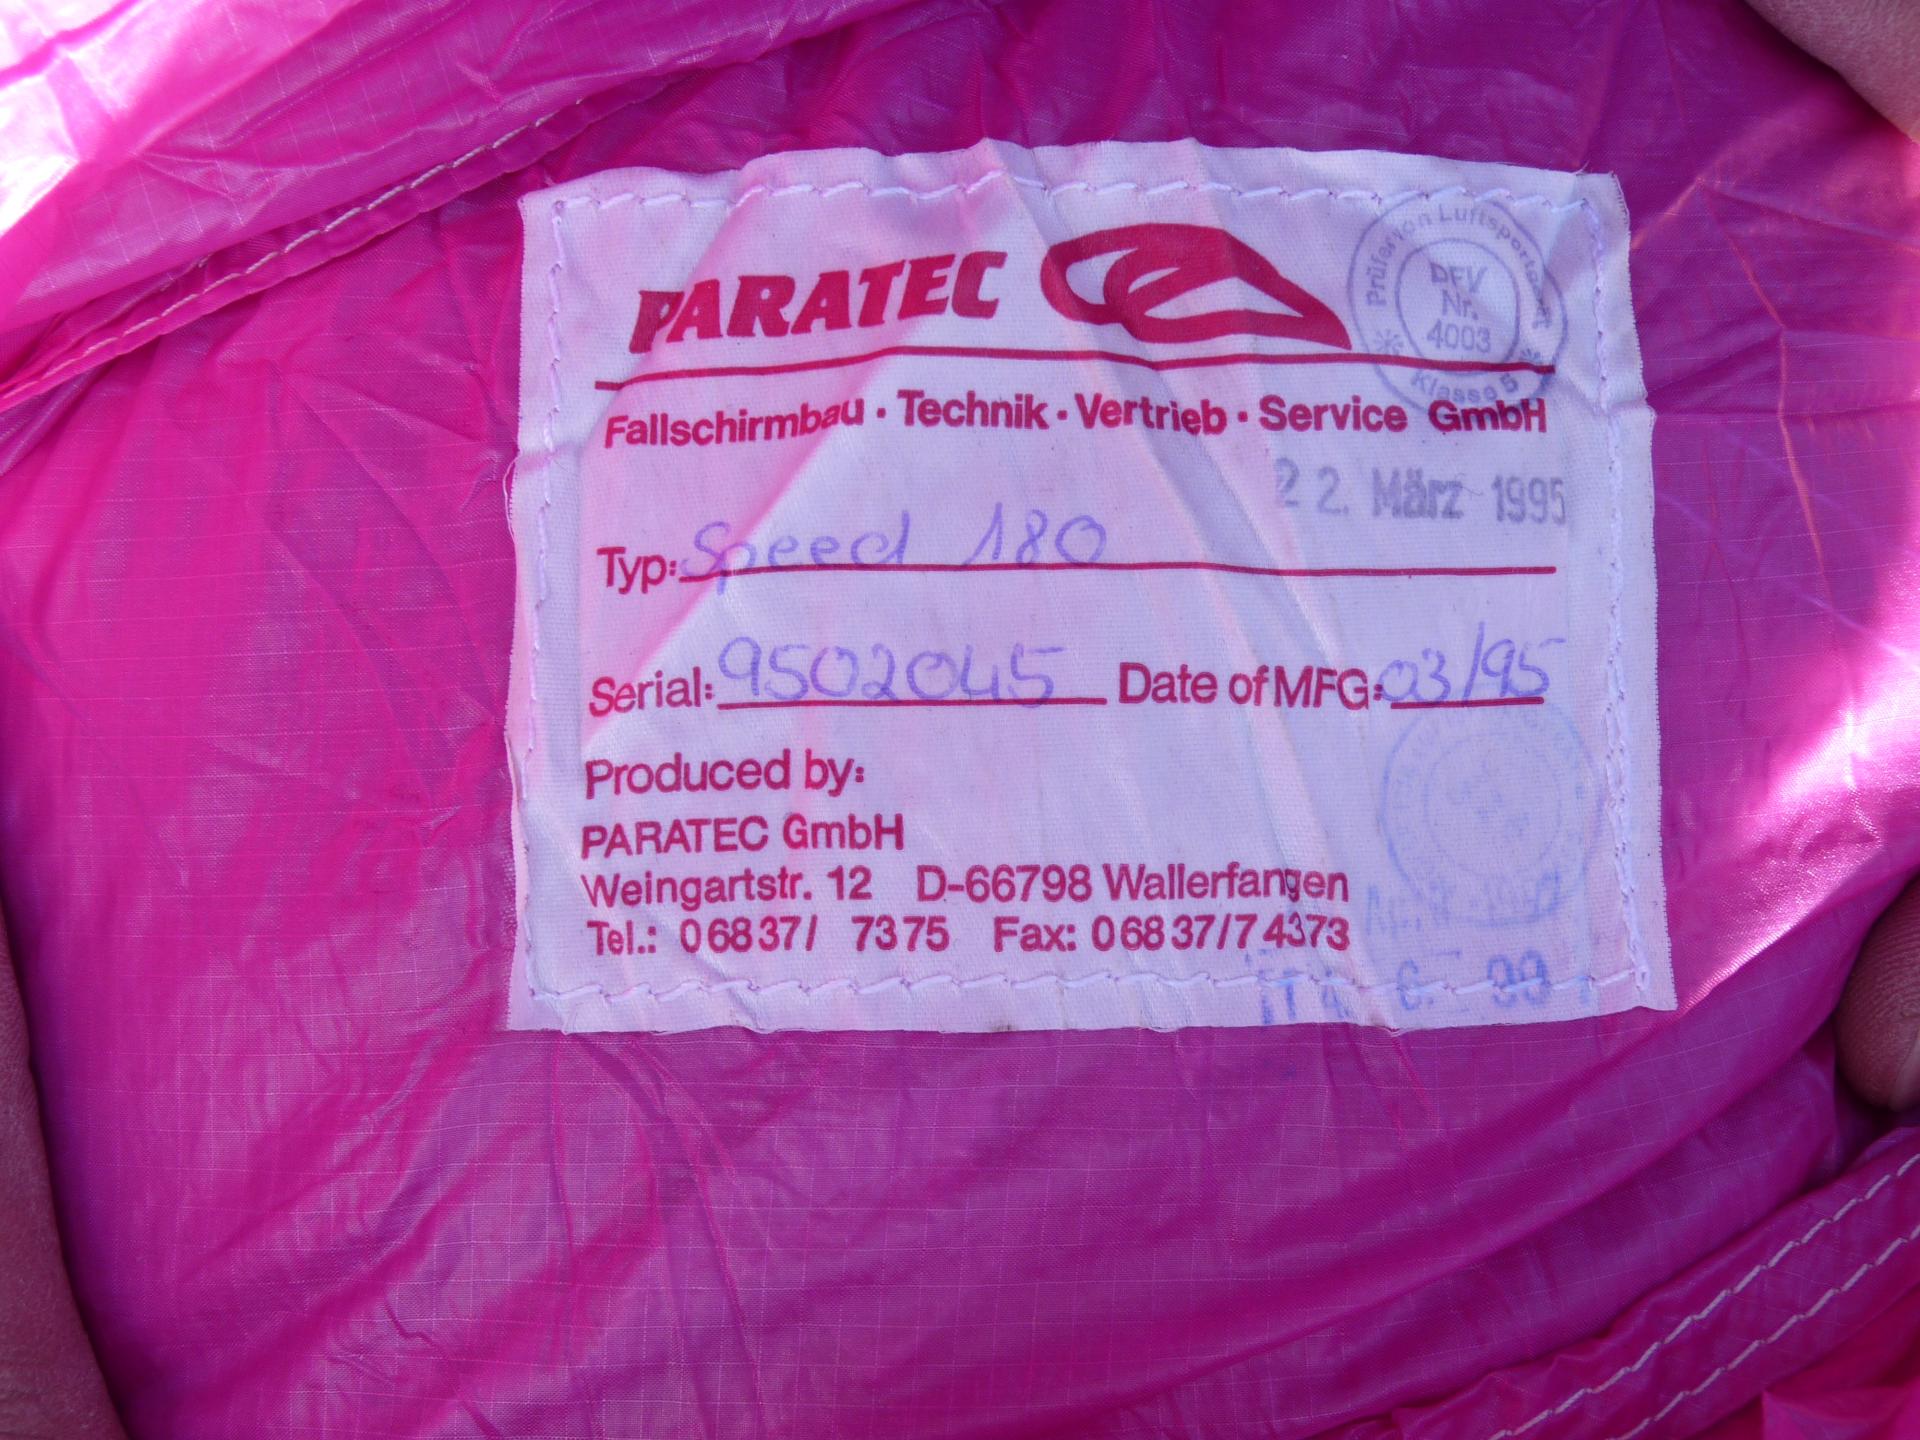 PARATEC
Prüfer von Luftsportgerät
DFV
Nr.
4003
Klasse 5
Fallschirmbau · Technik · Vertrieb · Service GmbH
22. März 1995
Typ: Speed 180
Serial: 9502045 Date of MFG: 03/95
Produced by:
PARATEC GmbH
Weingartstr. 12 D-66798 Wallerfangen
Tel.: 06837/ 7375 Fax: 06837/74373